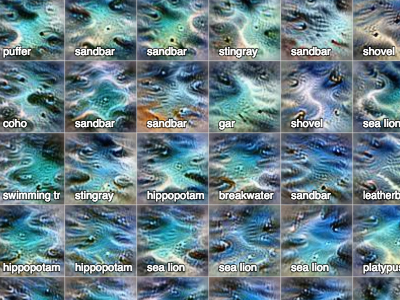 puffer
sandbar
sandbar
stingray
sandbar
shovel
coho
sandbar
sandbar
gar
shovel
sea lion
swimming tr
stingray
hippopotam
breakwater
sandbar
leatherb
hippopotam
hippopotam
sea lion
sea lion
sea lion
platypus